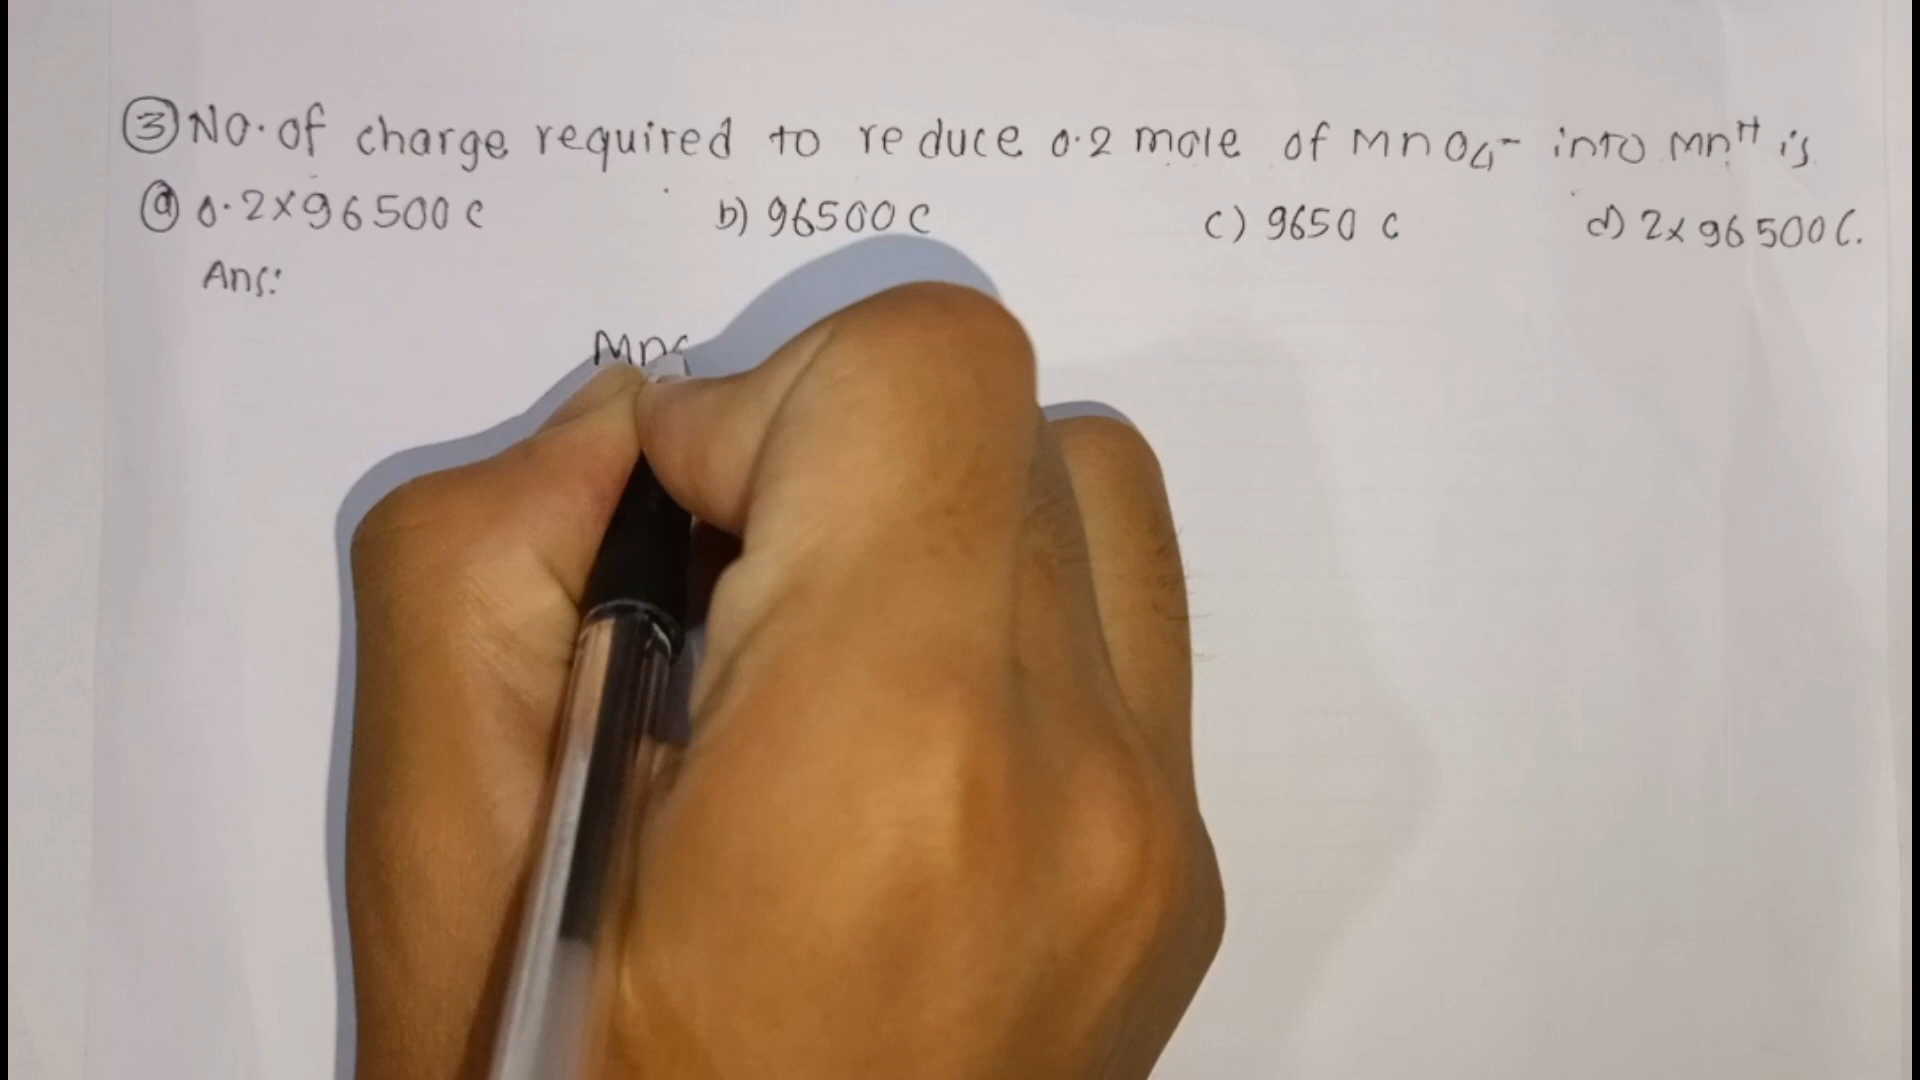 ③ No. of charge required to reduce 0.2 mole of MnO₄⁻ into Mn⁺⁺ is
ⓐ 0.2×96500 C b) 96500 C c) 9650 C d) 2×96500 C.
Ans:
Mno